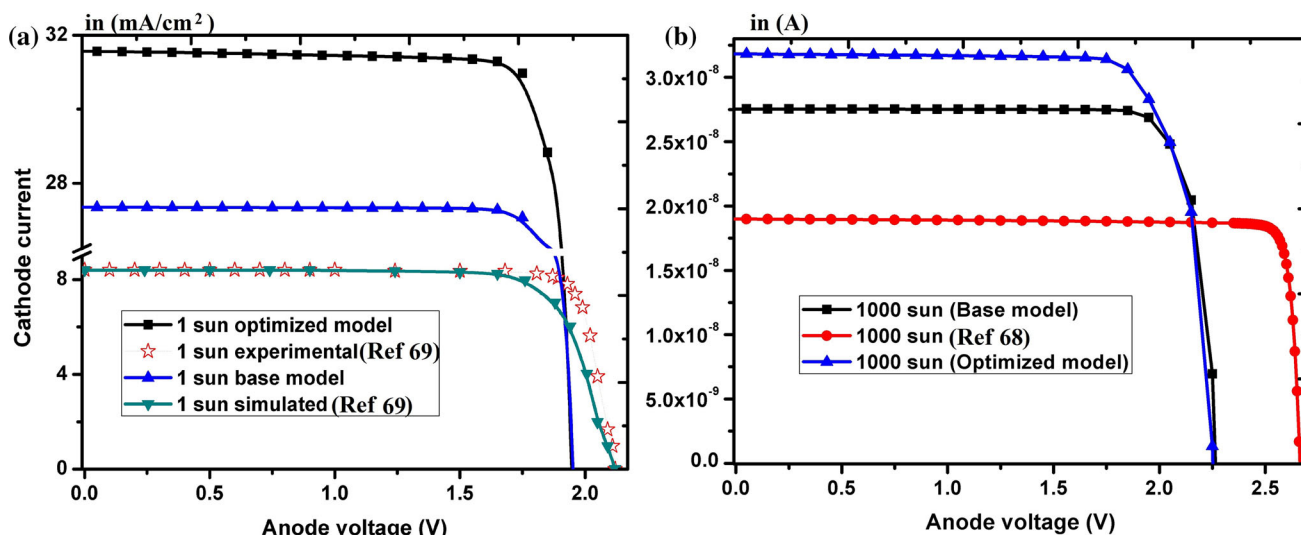 (a)
in (mA/cm²)
32
28
8
4
0
Cathode current
1 sun optimized model
1 sun experimental(Ref 69)
1 sun base model
1 sun simulated (Ref 69)
0.0 0.5 1.0 1.5 2.0
Anode voltage (V)
(b)
in (A)
3.0x10⁻⁸
2.5x10⁻⁸
2.0x10⁻⁸
1.5x10⁻⁸
1.0x10⁻⁸
5.0x10⁻⁹
0.0
1000 sun (Base model)
1000 sun (Ref 68)
1000 sun (Optimized model)
0.0 0.5 1.0 1.5 2.0 2.5
Anode voltage (V)